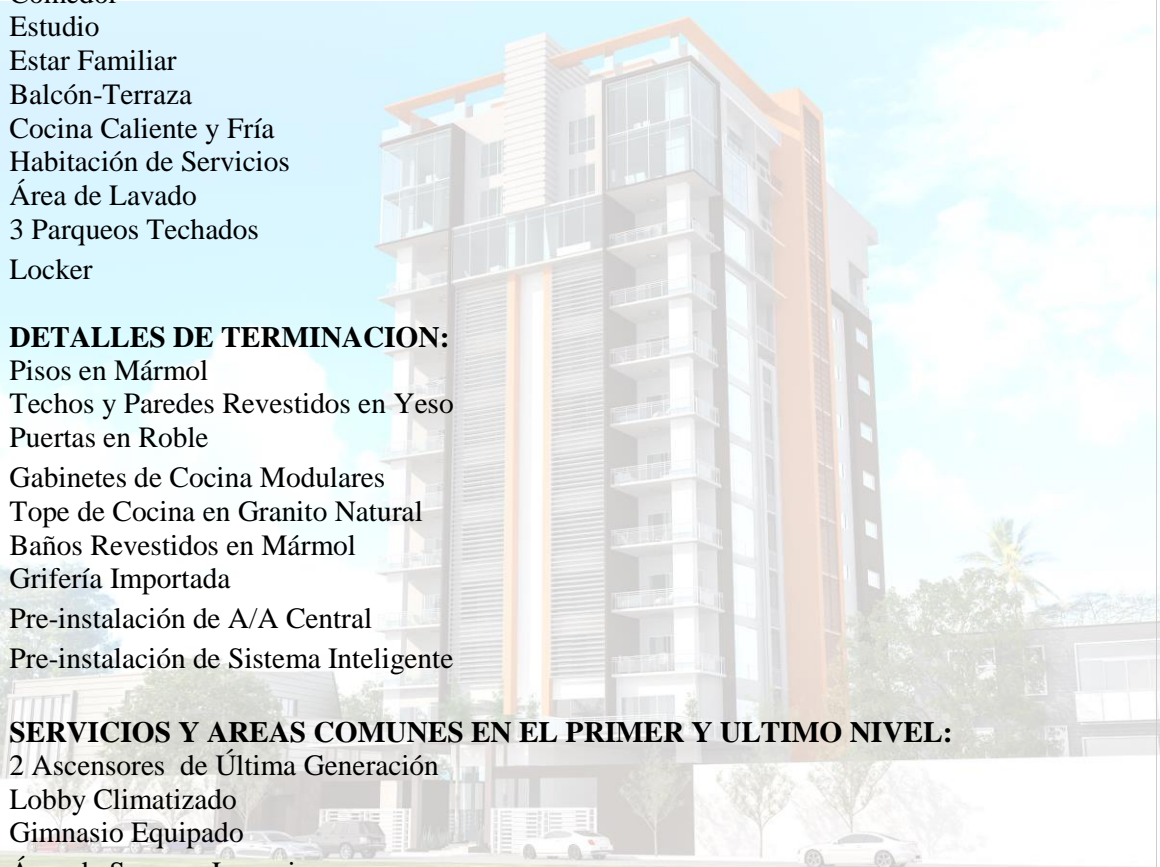 Comedor
Estudio
Estar Familiar
Balcón-Terraza
Cocina Caliente y Fría
Habitación de Servicios
Área de Lavado
3 Parqueos Techados
Locker
DETALLES DE TERMINACION:
Pisos en Mármol
Techos y Paredes Revestidos en Yeso
Puertas en Roble
Gabinetes de Cocina Modulares
Tope de Cocina en Granito Natural
Baños Revestidos en Mármol
Grifería Importada
Pre-instalación de A/A Central
Pre-instalación de Sistema Inteligente
SERVICIOS Y AREAS COMUNES EN EL PRIMER Y ULTIMO NIVEL:
2 Ascensores de Última Generación
Lobby Climatizado
Gimnasio Equipado